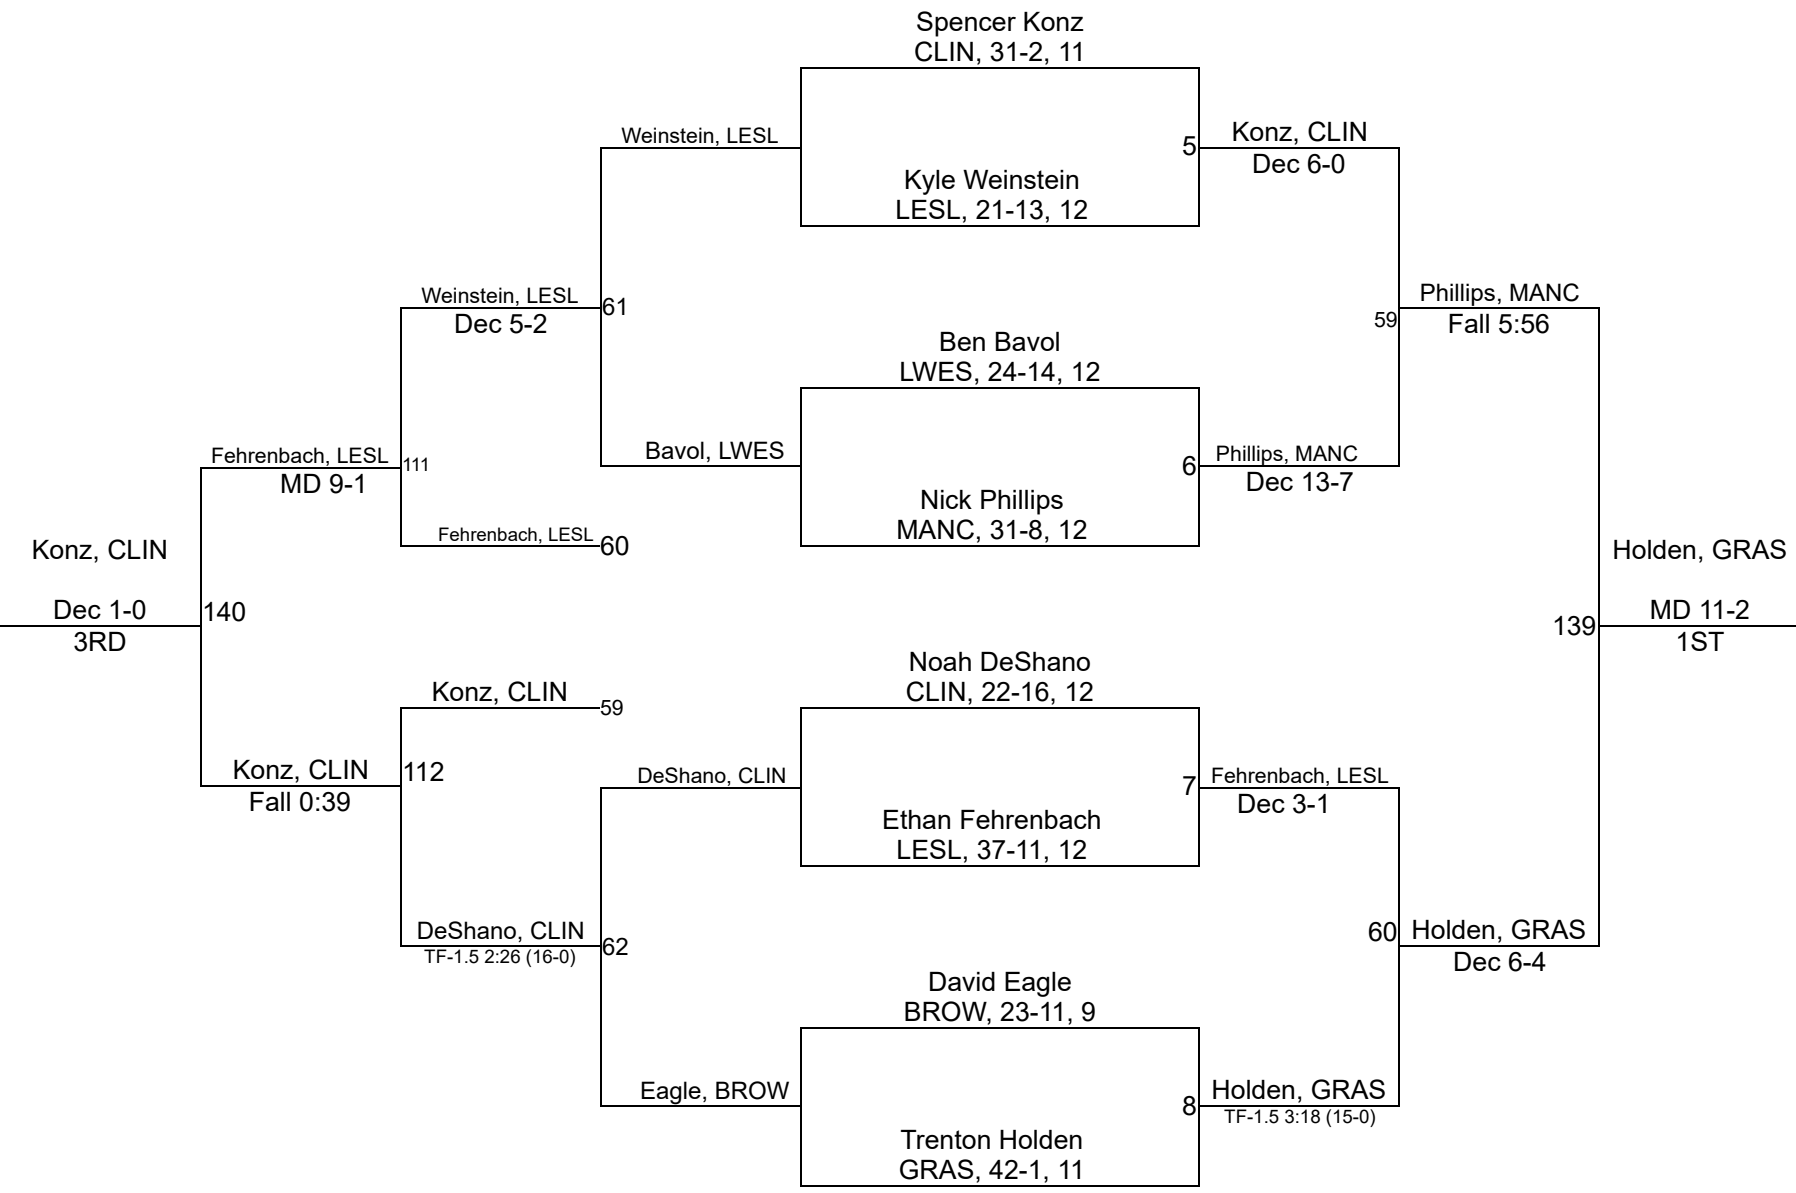 Spencer Konz
CLIN, 31-2, 11
Weinstein, LESL
5
Konz, CLIN
Dec 6-0
Kyle Weinstein
LESL, 21-13, 12
Weinstein, LESL
Dec 5-2
61
Phillips, MANC
Fall 5:56
59
Ben Bavol
LWES, 24-14, 12
Bavol, LWES
6
Phillips, MANC
Dec 13-7
Fehrenbach, LESL
MD 9-1
111
Nick Phillips
MANC, 31-8, 12
Fehrenbach, LESL
60
Konz, CLIN
Dec 1-0
3RD
140
Holden, GRAS
MD 11-2
1ST
139
Noah DeShano
CLIN, 22-16, 12
Konz, CLIN
59
Konz, CLIN
Fall 0:39
112
DeShano, CLIN
7
Fehrenbach, LESL
Dec 3-1
Ethan Fehrenbach
LESL, 37-11, 12
DeShano, CLIN
TF-1.5 2:26 (16-0)
62
60
Holden, GRAS
Dec 6-4
David Eagle
BROW, 23-11, 9
Eagle, BROW
8
Holden, GRAS
TF-1.5 3:18 (15-0)
Trenton Holden
GRAS, 42-1, 11